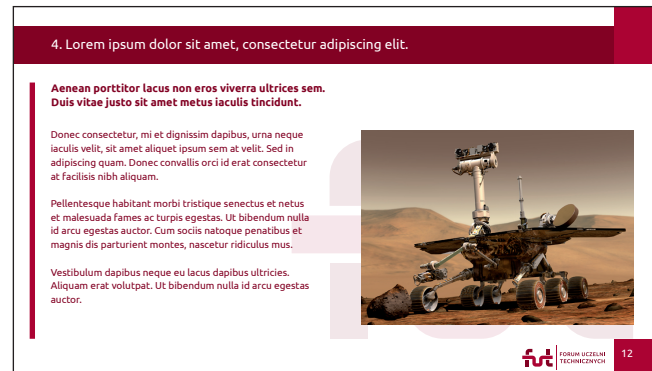 4. Lorem ipsum dolor sit amet, consectetur adipiscing elit.
Aenean porttitor lacus non eros viverra ultrices sem.
Duis vitae justo sit amet metus iaculis tincidunt.
Donec consectetur, mi et dignissim dapibus, urna neque
iaculis velit, sit amet aliquet ipsum sem at velit. Sed in
adipiscing quam. Donec convallis orci id erat consectetur
at facilisis nibh aliquam.
Pellentesque habitant morbi tristique senectus et netus
et malesuada fames ac turpis egestas. Ut bibendum nulla
id arcu egestas auctor. Cum sociis natoque penatibus et
magnis dis parturient montes, nascetur ridiculus mus.
Vestibulum dapibus neque eu lacus dapibus ultricies.
Aliquam erat volutpat. Ut bibendum nulla id arcu egestas
auctor.
fut
FORUM UCZELNI
TECHNICZNYCH
12